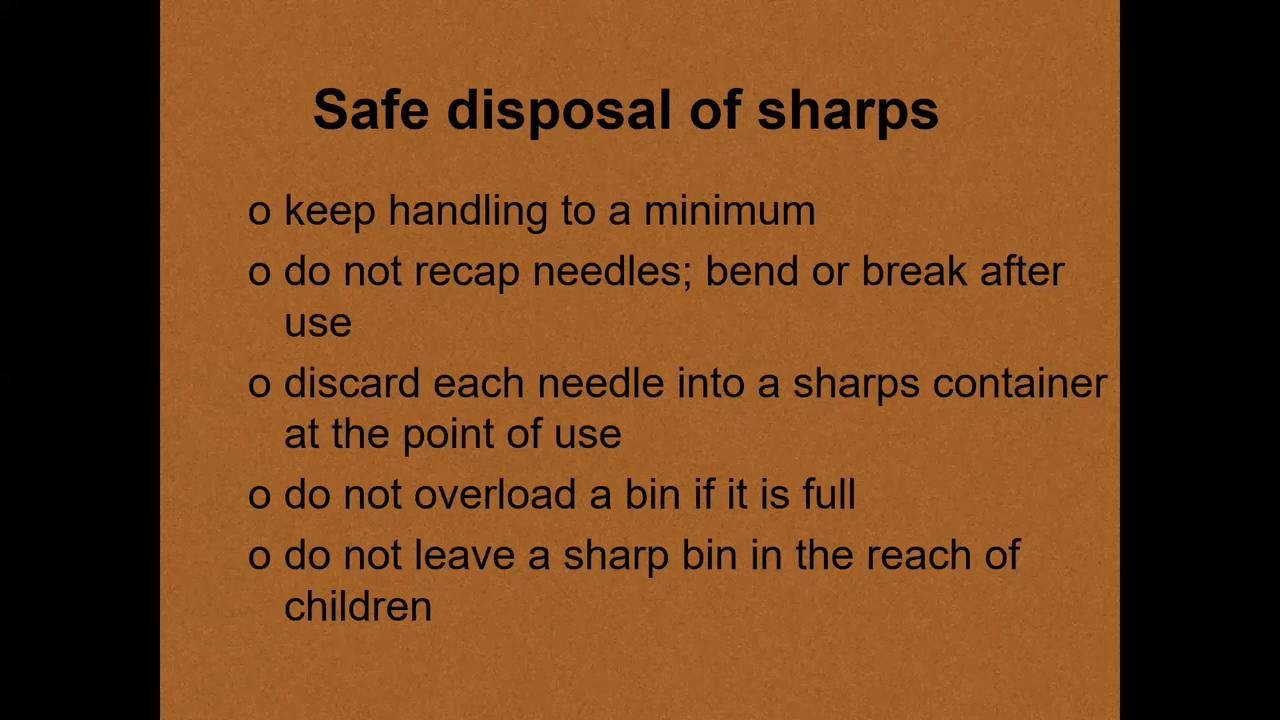 Safe disposal of sharps
o keep handling to a minimum
o do not recap needles; bend or break after
use
o discard each needle into a sharps container
at the point of use
o do not overload a bin if it is full
o do not leave a sharp bin in the reach of
children